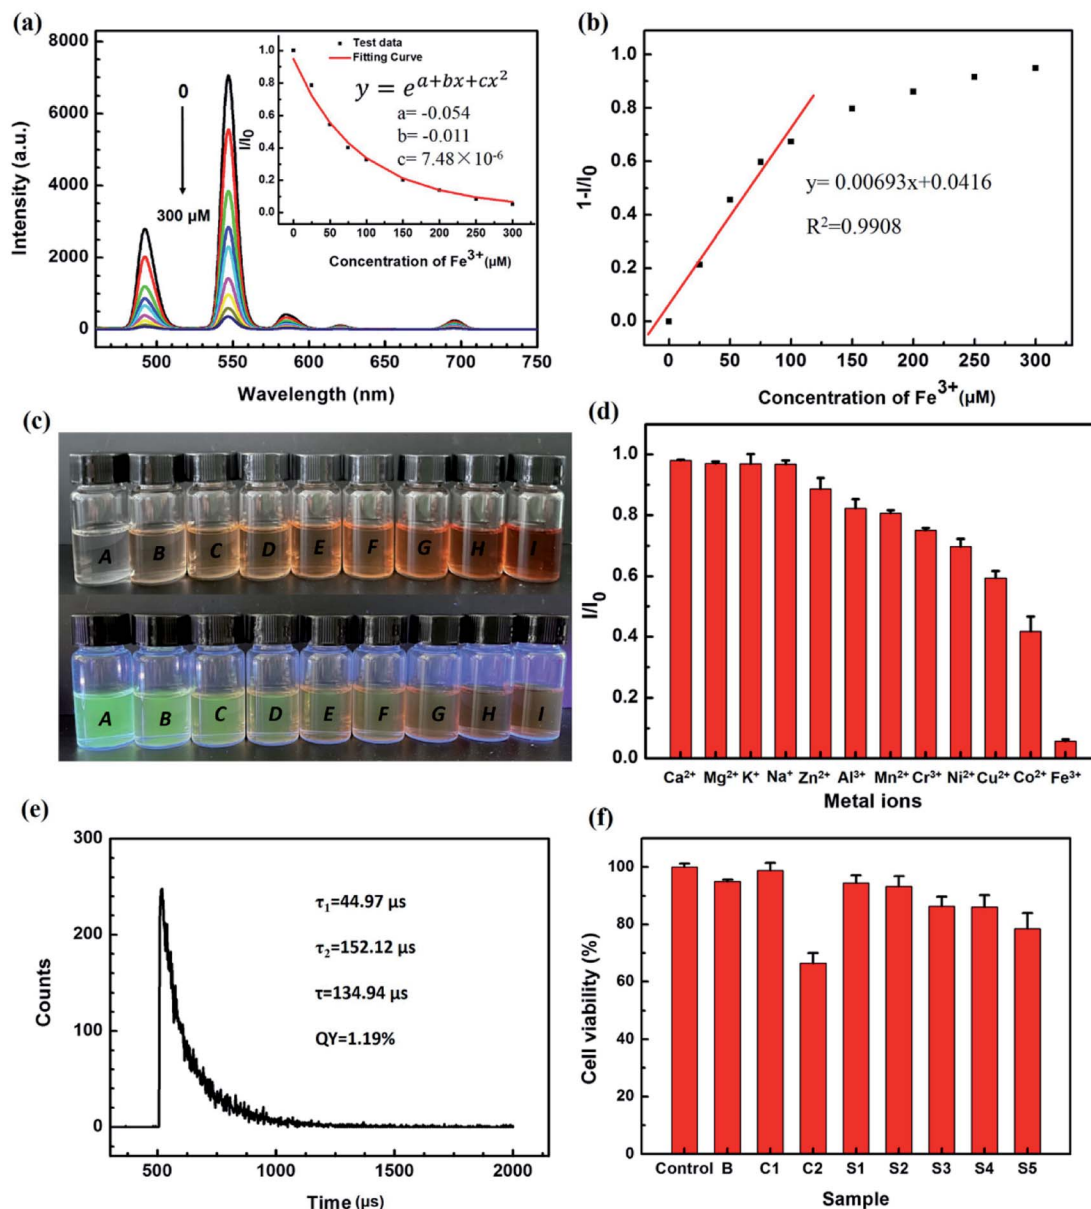 (a)
8000
6000
4000
2000
0
Intensity (a.u.)
0
300 μM
500
550
600
650
700
750
Wavelength (nm)
Test data
Fitting Curve
y = e^{a+bx+cx²}
a= -0.054
b= -0.011
c= 7.48×10⁻⁶
1.0
0.8
0.6
0.4
0.2
0.0
I/I₀
0
50
100
150
200
250
300
Concentration of Fe³⁺(μM)
(b)
1.0
0.8
0.6
0.4
0.2
0.0
1-I/I₀
y= 0.00693x+0.0416
R²=0.9908
0
50
100
150
200
250
300
Concentration of Fe³⁺(μM)
(c)
A B C D E F G H I
A B C D E F G H I
(d)
1.0
0.8
0.6
0.4
0.2
0.0
I/I₀
Ca²⁺ Mg²⁺ K⁺ Na⁺ Zn²⁺ Al³⁺ Mn²⁺ Cr³⁺ Ni²⁺ Cu²⁺ Co²⁺ Fe³⁺
Metal ions
(e)
300
200
100
0
Counts
τ₁=44.97 μs
τ₂=152.12 μs
τ=134.94 μs
QY=1.19%
500
1000
1500
2000
Time (μs)
(f)
100
80
60
40
20
0
Cell viability (%)
Control B C1 C2 S1 S2 S3 S4 S5
Sample